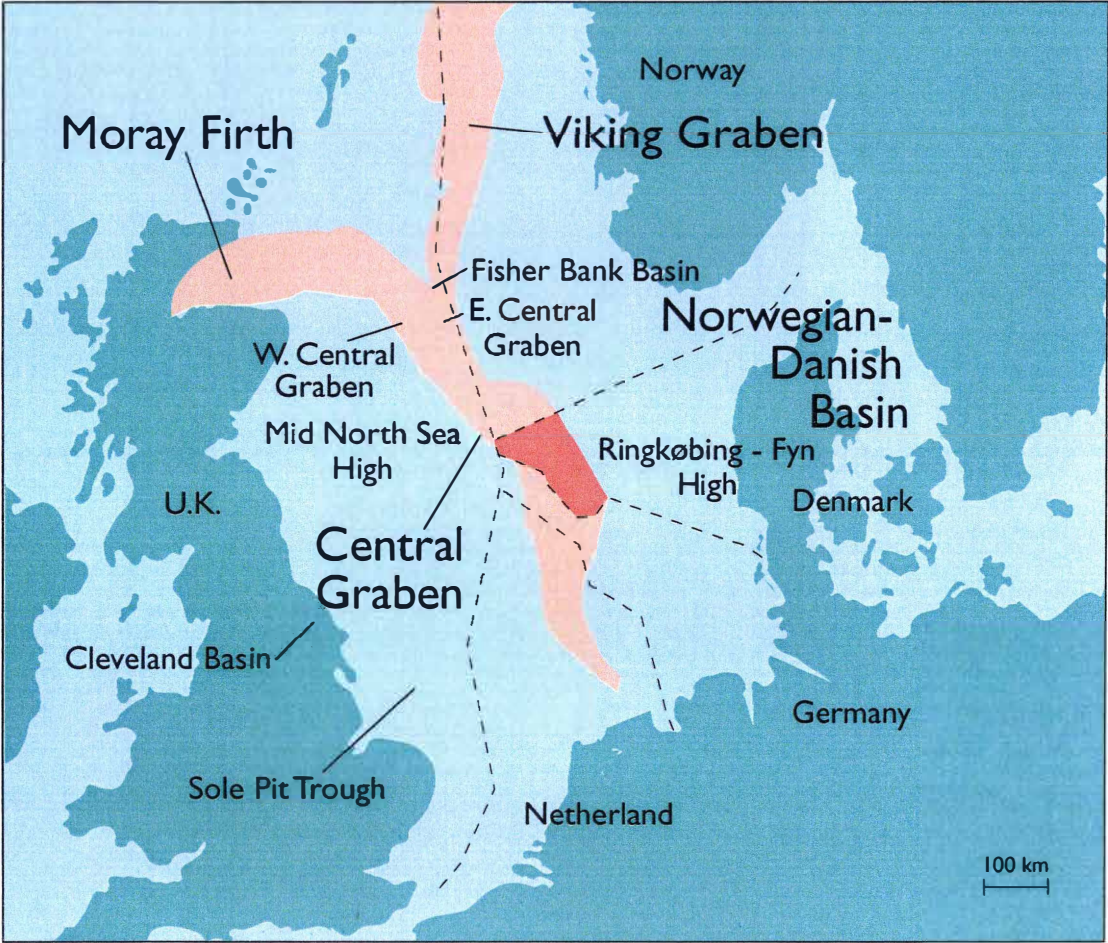 Norway
Moray Firth
Viking Graben
Fisher Bank Basin
E. Central
Graben
Norwegian-
Danish
Basin
W. Central
Graben
Mid North Sea
High
Ringkøbing - Fyn
High
U.K.
Denmark
Central
Graben
Cleveland Basin
Germany
Sole Pit Trough
Netherland
100 km